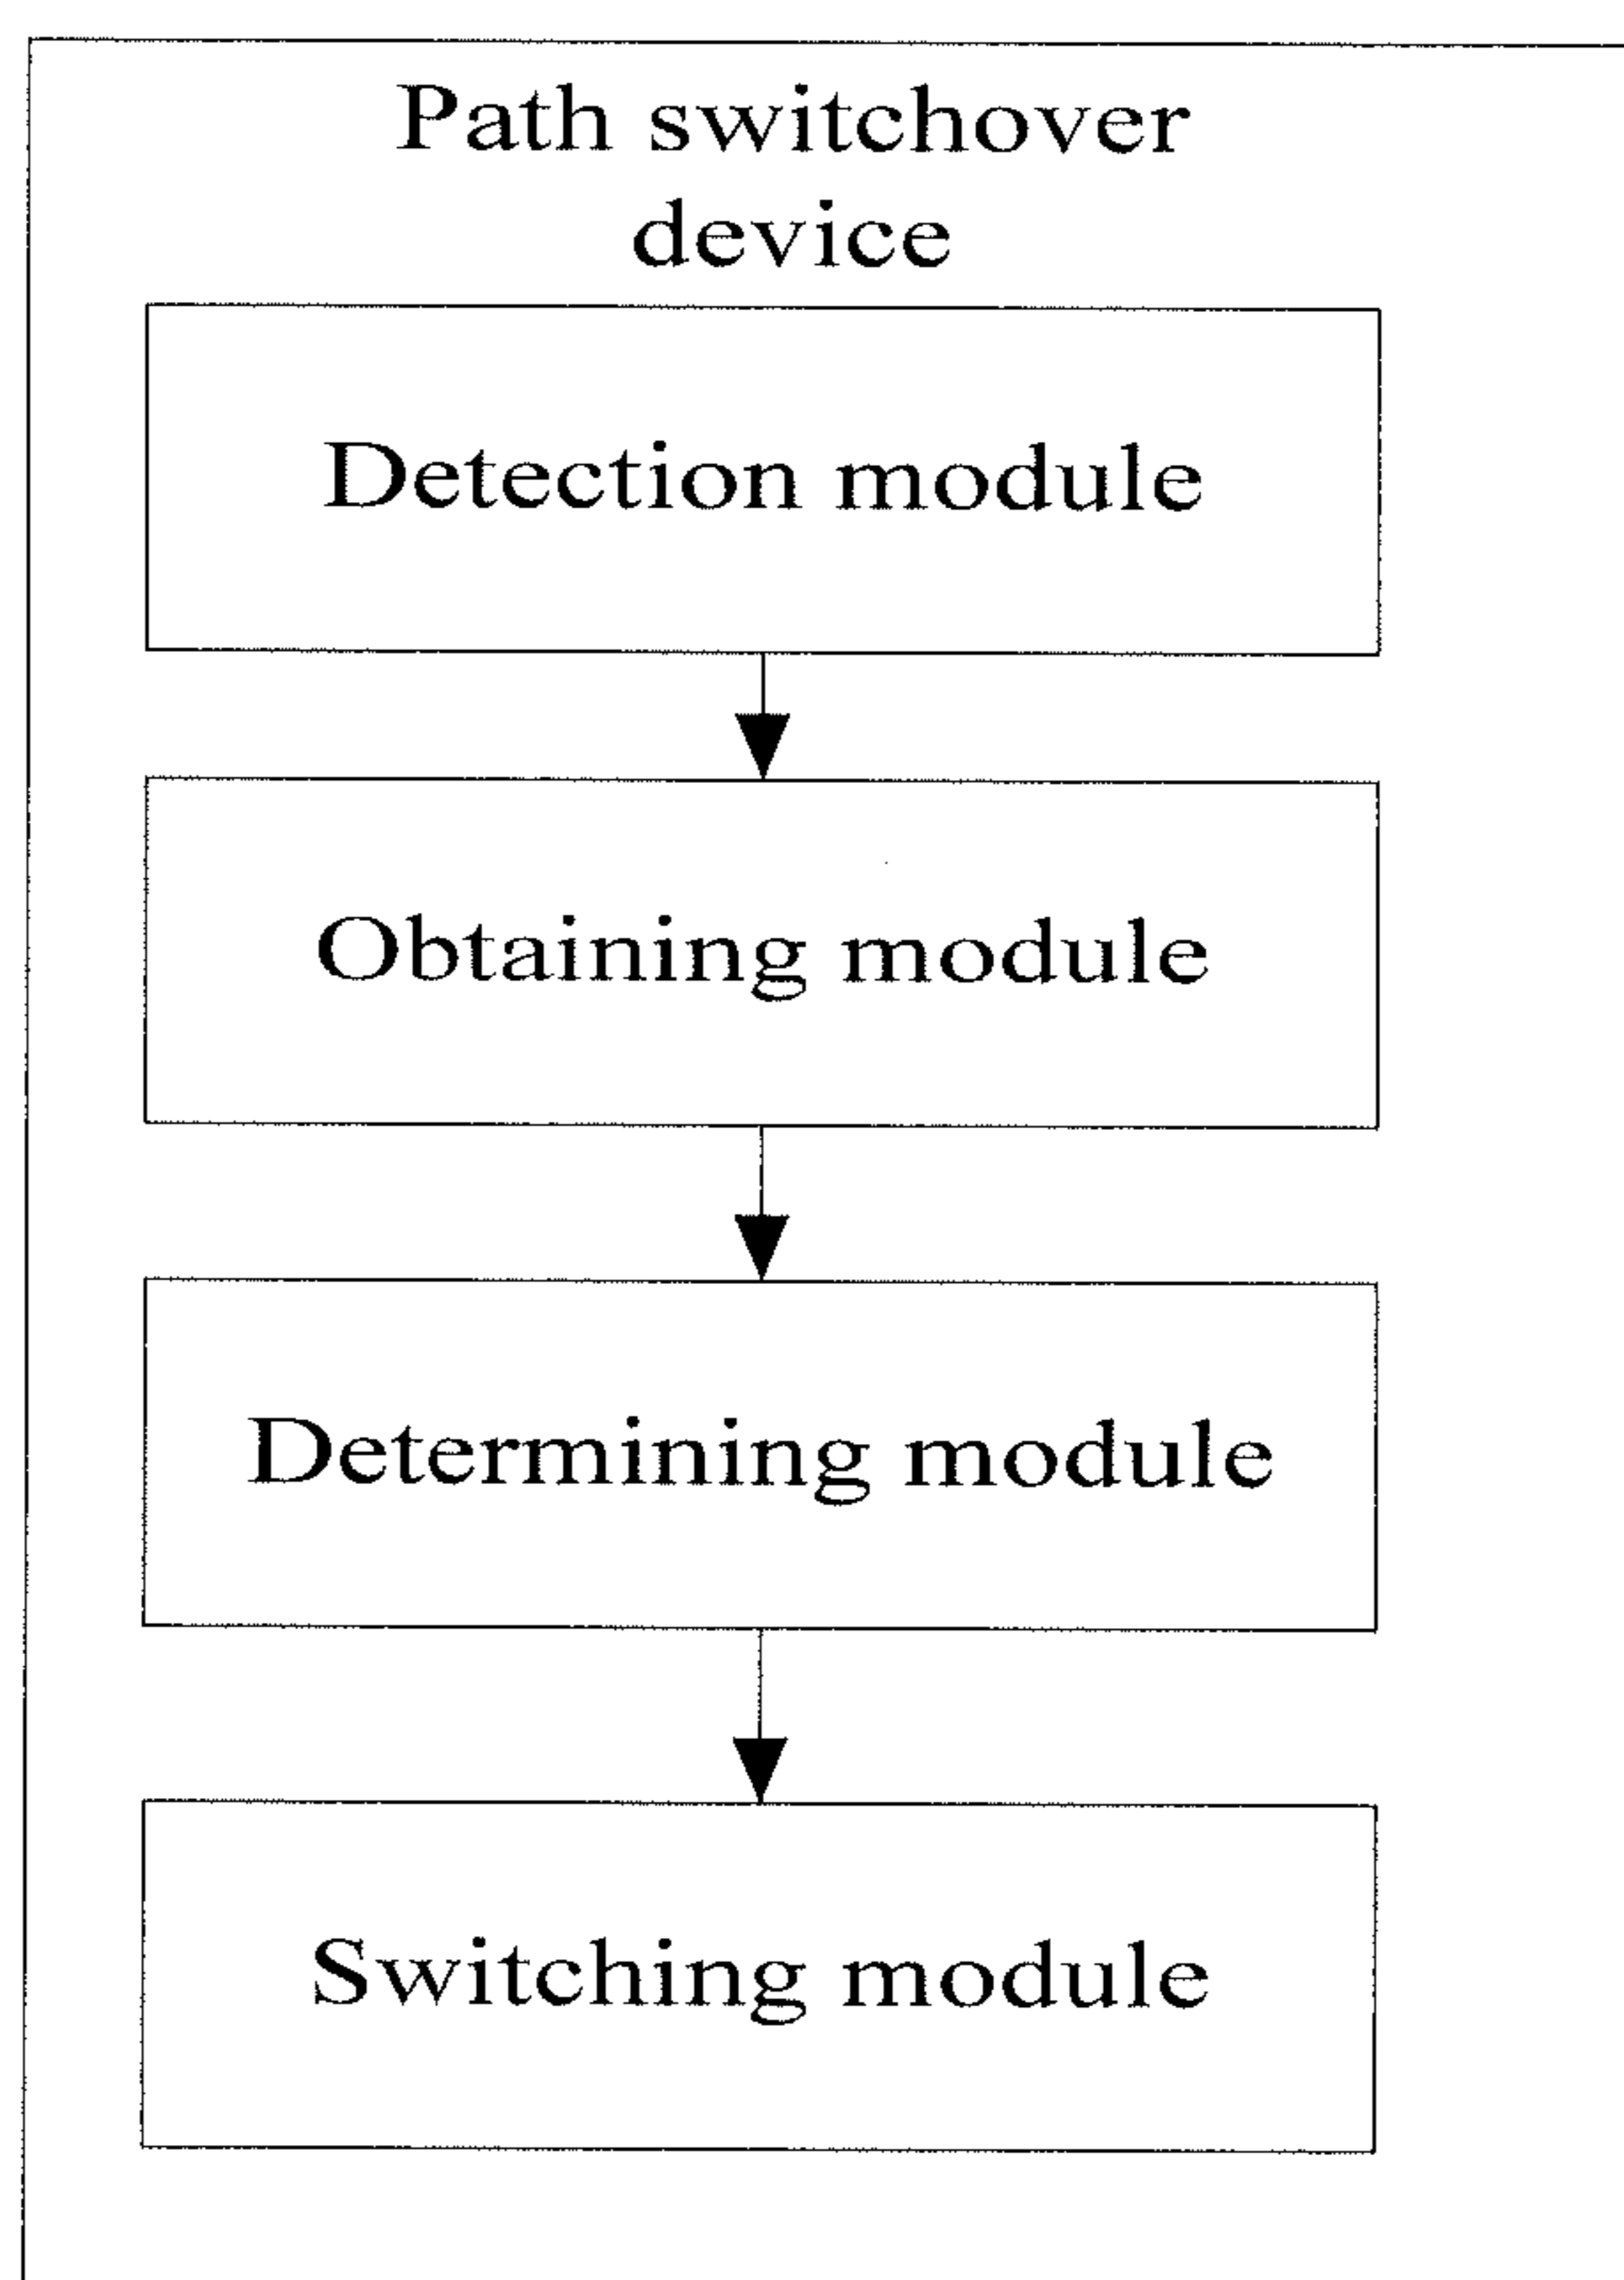 Path switchover
device
Detection module
Obtaining module
Determining module
Switching module